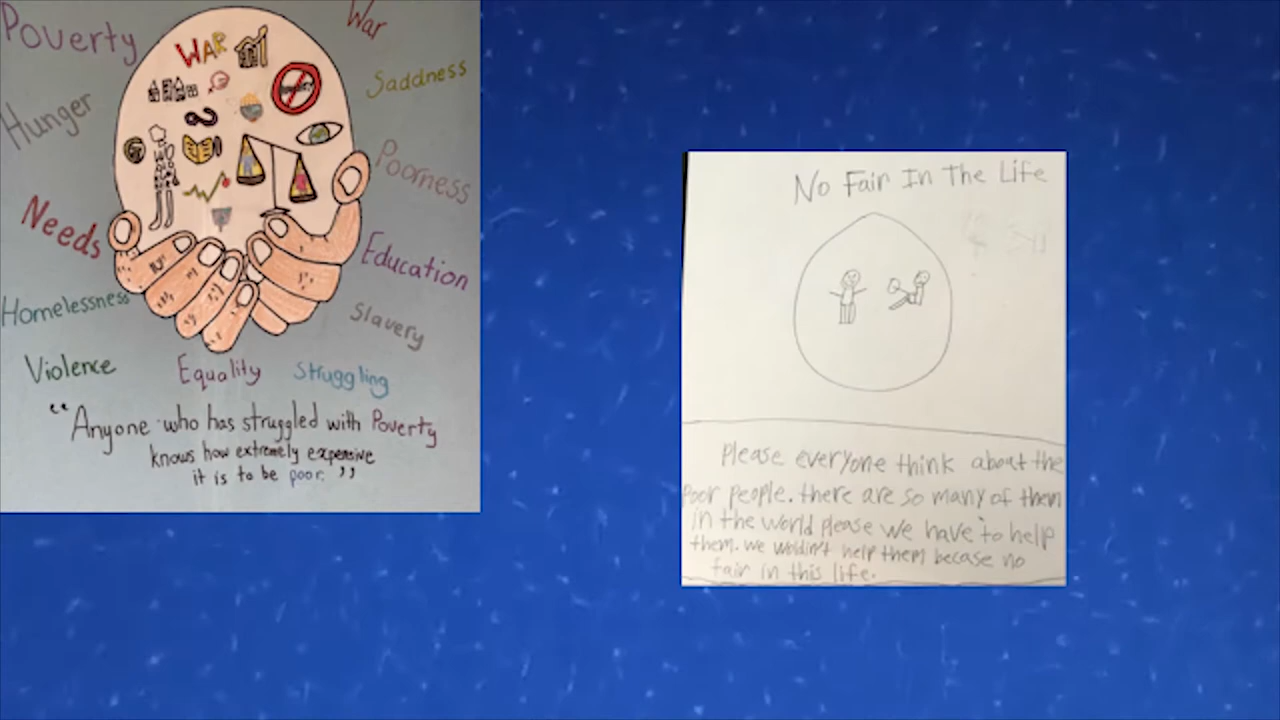 Poverty
War
WAR
Saddness
Hunger
Poorness
Needs
Education
Homelessness
Slavery
Violence
Equality
Struggling
“Anyone who has struggled with Poverty
knows how extremely expensive
it is to be poor.”
No Fair In The Life
Please everyone think about the
Poor people. there are so many of them
in the world please we have to help
them. we woldin't help them becase no
fair in this life.